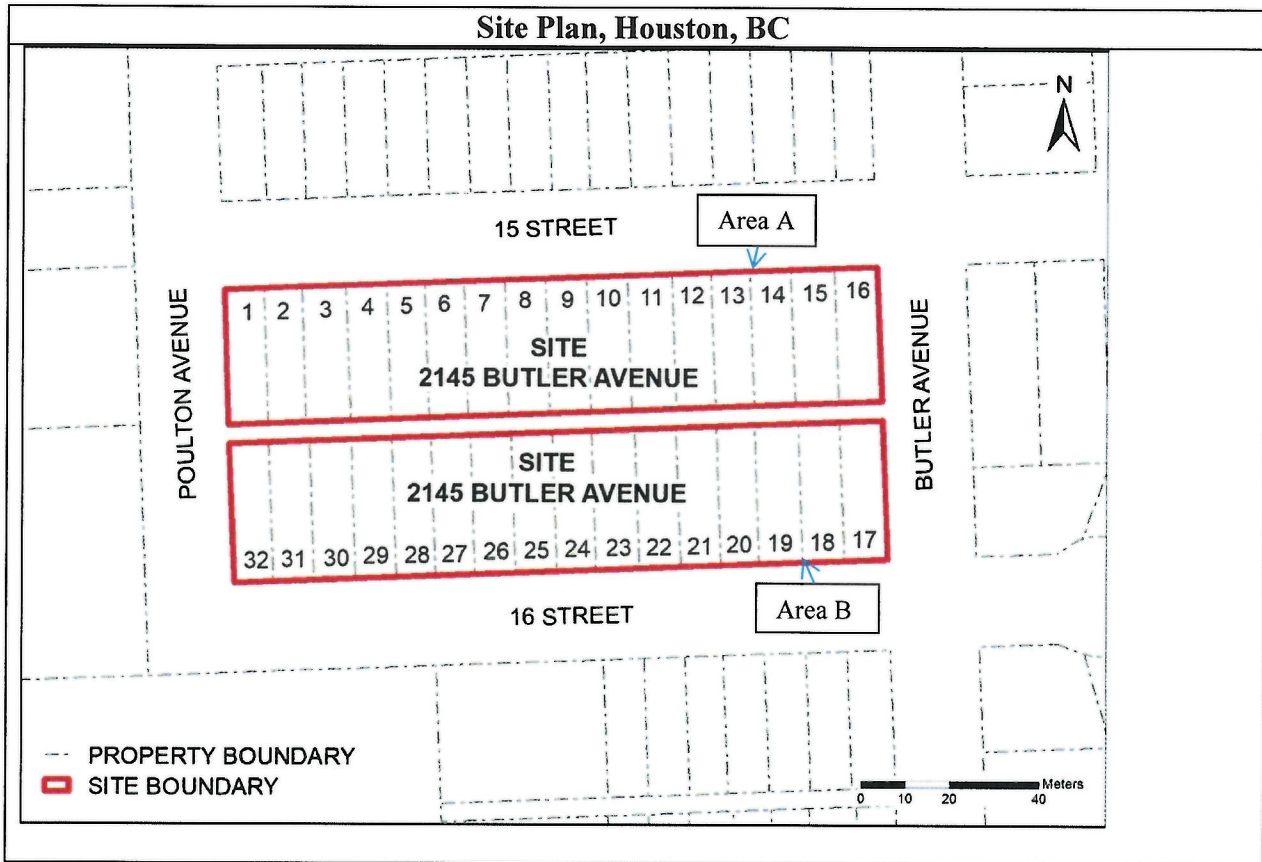 Site Plan, Houston, BC
N
15 STREET
Area A
POULTON AVENUE
1 2 3 4 5 6 7 8 9 10 11 12 13 14 15 16
SITE
2145 BUTLER AVENUE
BUTLER AVENUE
SITE
2145 BUTLER AVENUE
32 31 30 29 28 27 26 25 24 23 22 21 20 19 18 17
16 STREET
Area B
PROPERTY BOUNDARY
SITE BOUNDARY
Meters
0 10 20 40